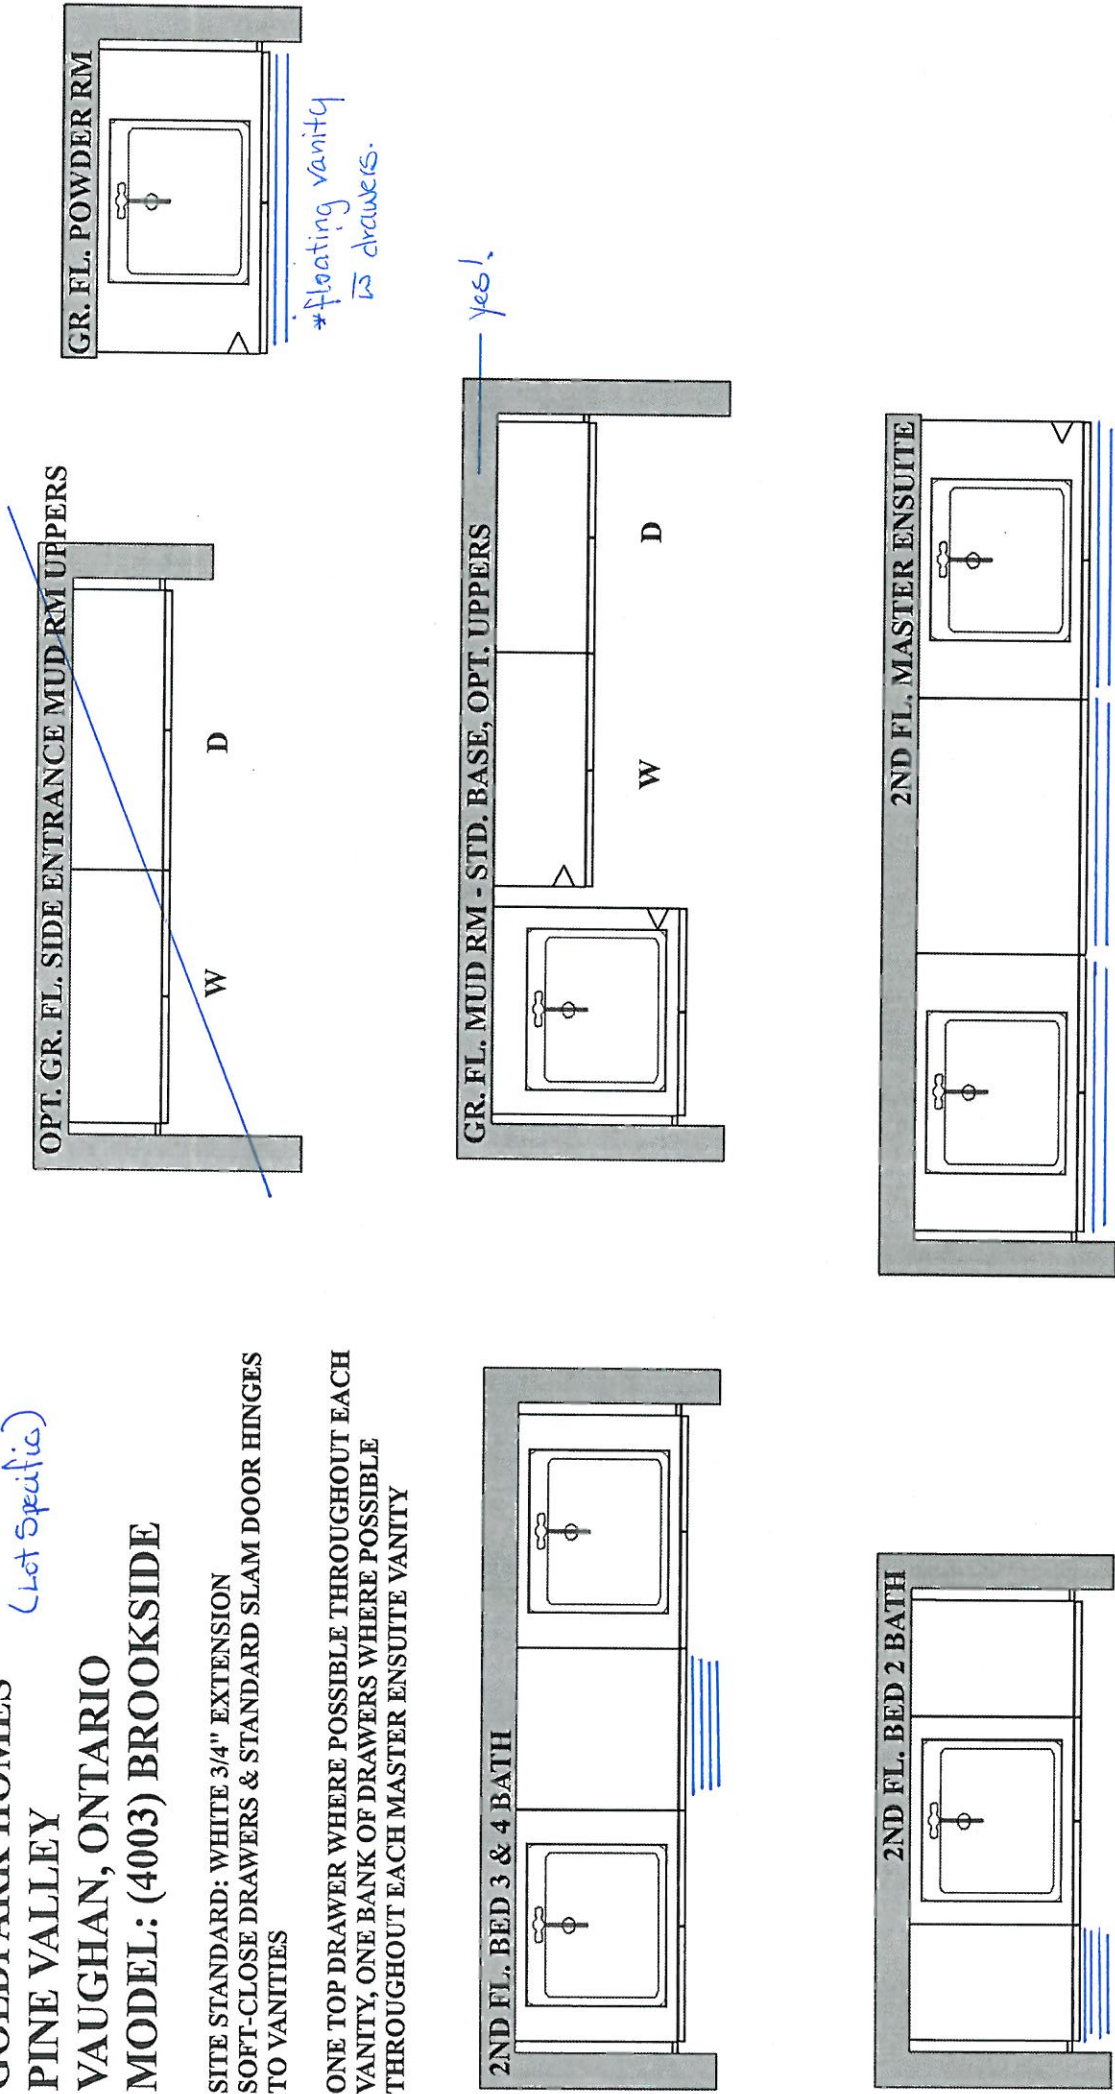 GOLDPARK HOMES
(Lot Specific)
PINE VALLEY
VAUGHAN, ONTARIO
MODEL: (4003) BROOKSIDE
SITE STANDARD: WHITE 3/4" EXTENSION
SOFT-CLOSE DRAWERS & STANDARD SLAM DOOR HINGES
TO VANITIES
ONE TOP DRAWER WHERE POSSIBLE THROUGHOUT EACH
VANITY, ONE BANK OF DRAWERS WHERE POSSIBLE
THROUGHOUT EACH MASTER ENSUITE VANITY
OPT. GR. FL. SIDE ENTRANCE MUD RM UPPERS
W
D
GR. FL. POWDER RM
*floating vanity
w̅ drawers.
2ND FL. BED 3 & 4 BATH
GR. FL. MUD RM - STD. BASE, OPT. UPPERS
yes!
W
D
2ND FL. BED 2 BATH
2ND FL. MASTER ENSUITE